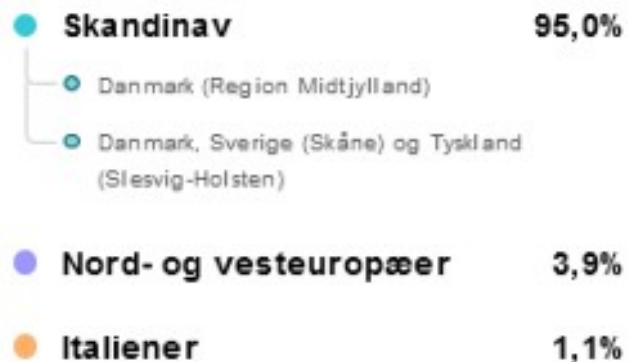 Skandinav 95,0%
Danmark (Region Midtjylland)
Danmark, Sverige (Skåne) og Tyskland
(Slesvig-Holsten)
Nord- og vesteuropæer 3,9%
Italiener 1,1%